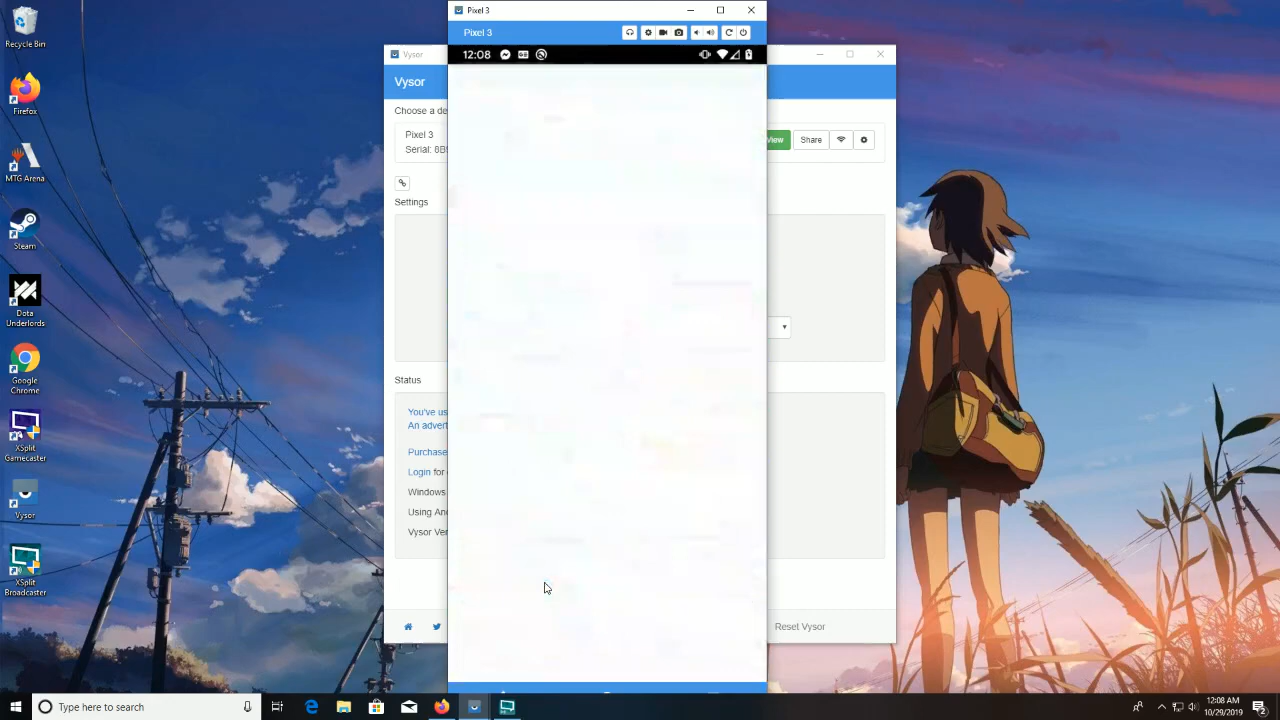 Recycle Bin
Firefox
MTG Arena
Steam
Dota
Underlords
Google
Chrome
XSplit
Gamecaster
Vysor
XSplit
Broadcaster
Pixel 3
Pixel 3
12:08
Vysor
Vysor
Choose a de
Pixel 3
Serial:
View
Share
Settings
Status
You've us
An advert
Purchase
Login for
Windows
Using And
Vysor Ver
Reset Vysor
Type here to search
12:08 AM
10/29/2019
2